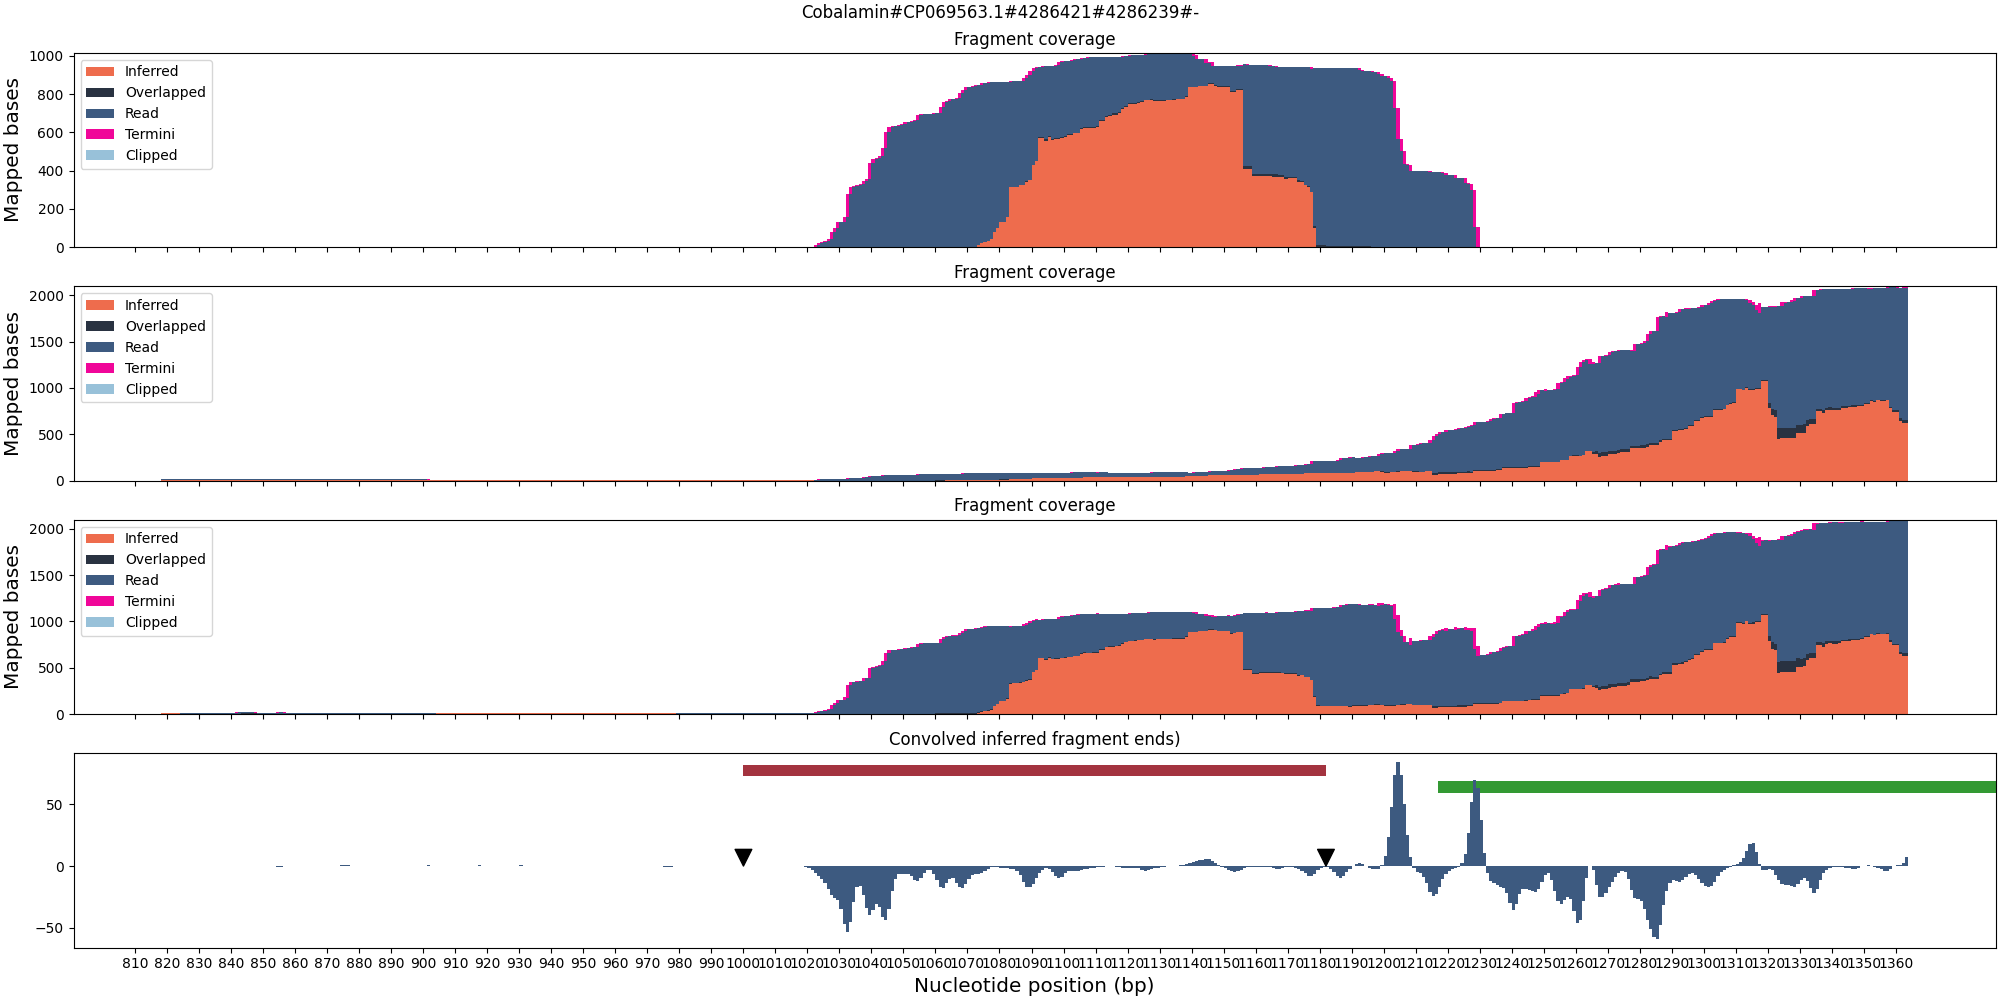 Cobalamin#CP069563.1#4286421#4286239#-
Fragment coverage
Mapped bases
1000
800
600
400
200
0
Inferred
Overlapped
Read
Termini
Clipped
Fragment coverage
Mapped bases
2000
1500
1000
500
0
Inferred
Overlapped
Read
Termini
Clipped
Fragment coverage
Mapped bases
2000
1500
1000
500
0
Inferred
Overlapped
Read
Termini
Clipped
Convolved inferred fragment ends)
50
0
−50
810 820 830 840 850 860 870 880 890 900 910 920 930 940 950 960 970 980 990 1000 1010 1020 1030 1040 1050 1060 1070 1080 1090 1100 1110 1120 1130 1140 1150 1160 1170 1180 1190 1200 1210 1220 1230 1240 1250 1260 1270 1280 1290 1300 1310 1320 1330 1340 1350 1360
Nucleotide position (bp)